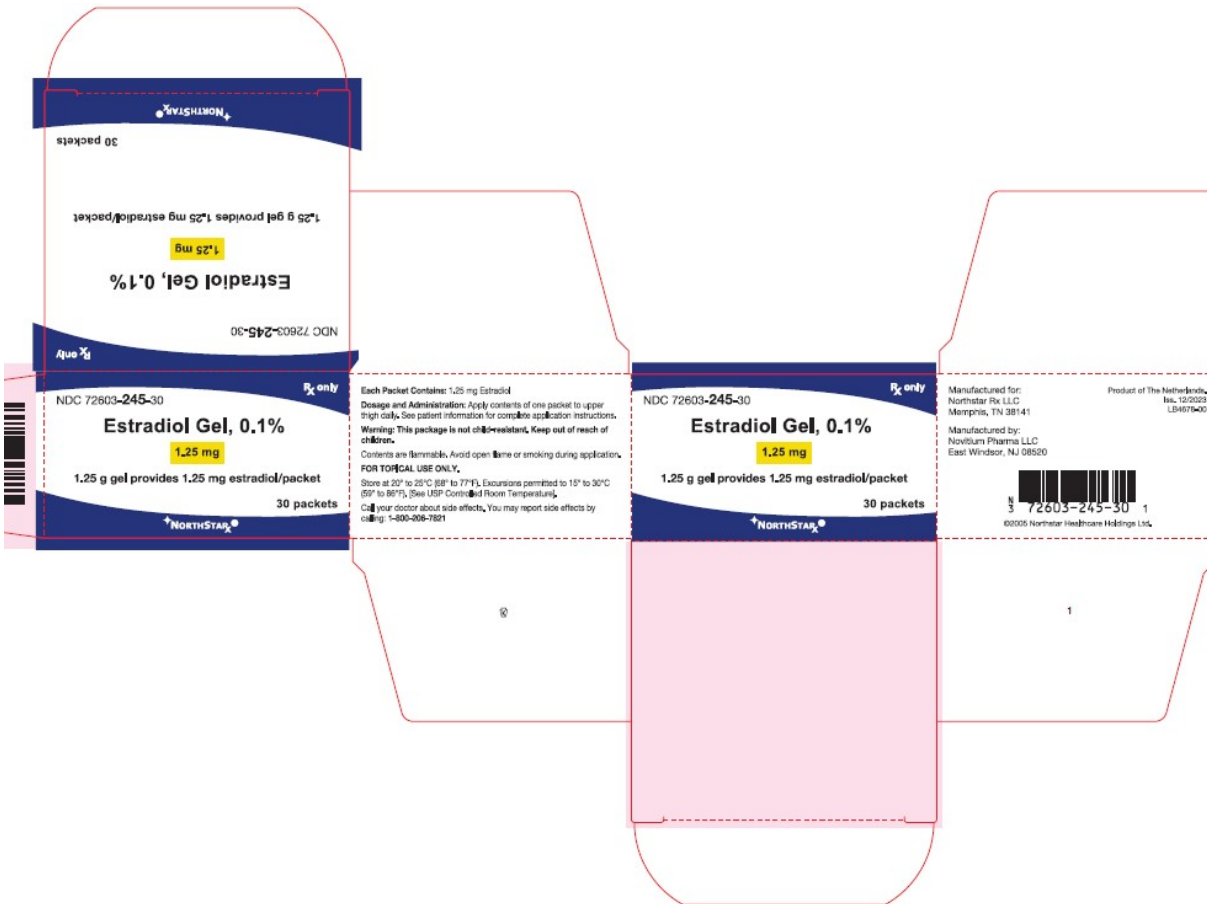 NORTHSTARx
30 packets
1.25 g gel provides 1.25 mg estradiol/packet
1.25 mg
Estradiol Gel, 0.1%
NDC 72603-245-30
Rx only
Rx only
NDC 72603-245-30
Estradiol Gel, 0.1%
1.25 mg
1.25 g gel provides 1.25 mg estradiol/packet
30 packets
NORTHSTARx
Each Packet Contains: 1.25 mg Estradiol
Dosage and Administration: Apply contents of one packet to upper
thigh daily. See patient information for complete application instructions.
Warning: This package is not child-resistant. Keep out of reach of
children.
Contents are flammable. Avoid open flame or smoking during application.
FOR TOPICAL USE ONLY.
Store at 20° to 25°C (68° to 77°F). Excursions permitted to 15° to 30°C
(59° to 86°F). [See USP Controlled Room Temperature].
Call your doctor about side effects. You may report side effects by
calling: 1-800-206-7821
Rx only
NDC 72603-245-30
Estradiol Gel, 0.1%
1.25 mg
1.25 g gel provides 1.25 mg estradiol/packet
30 packets
NORTHSTARx
Manufactured for:
Northstar Rx LLC
Memphis, TN 38141
Manufactured by:
Novitium Pharma LLC
East Windsor, NJ 08520
Product of The Netherlands.
Iss. 12/2023
LB4678-00
N
3 72603-245-30 1
©2005 Northstar Healthcare Holdings Ltd.
1